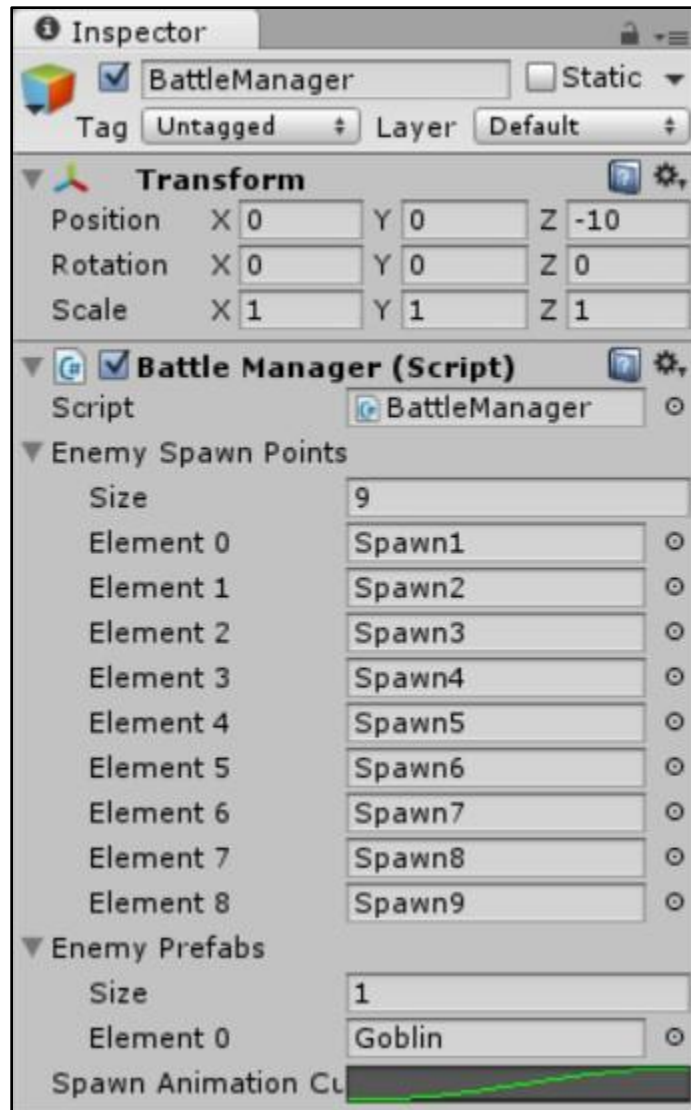 Inspector
BattleManager Static
Tag Untagged Layer Default
Transform
Position X 0 Y 0 Z -10
Rotation X 0 Y 0 Z 0
Scale X 1 Y 1 Z 1
Battle Manager (Script)
Script BattleManager
Enemy Spawn Points
Size 9
Element 0 Spawn1
Element 1 Spawn2
Element 2 Spawn3
Element 3 Spawn4
Element 4 Spawn5
Element 5 Spawn6
Element 6 Spawn7
Element 7 Spawn8
Element 8 Spawn9
Enemy Prefabs
Size 1
Element 0 Goblin
Spawn Animation Cu